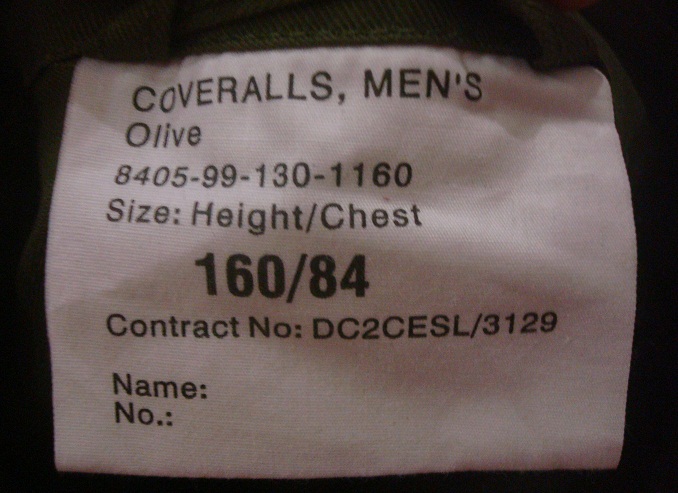 COVERALLS, MEN'S
Olive
8405-99-130-1160
Size: Height/Chest
160/84
Contract No: DC2CESL/3129
Name:
No.: